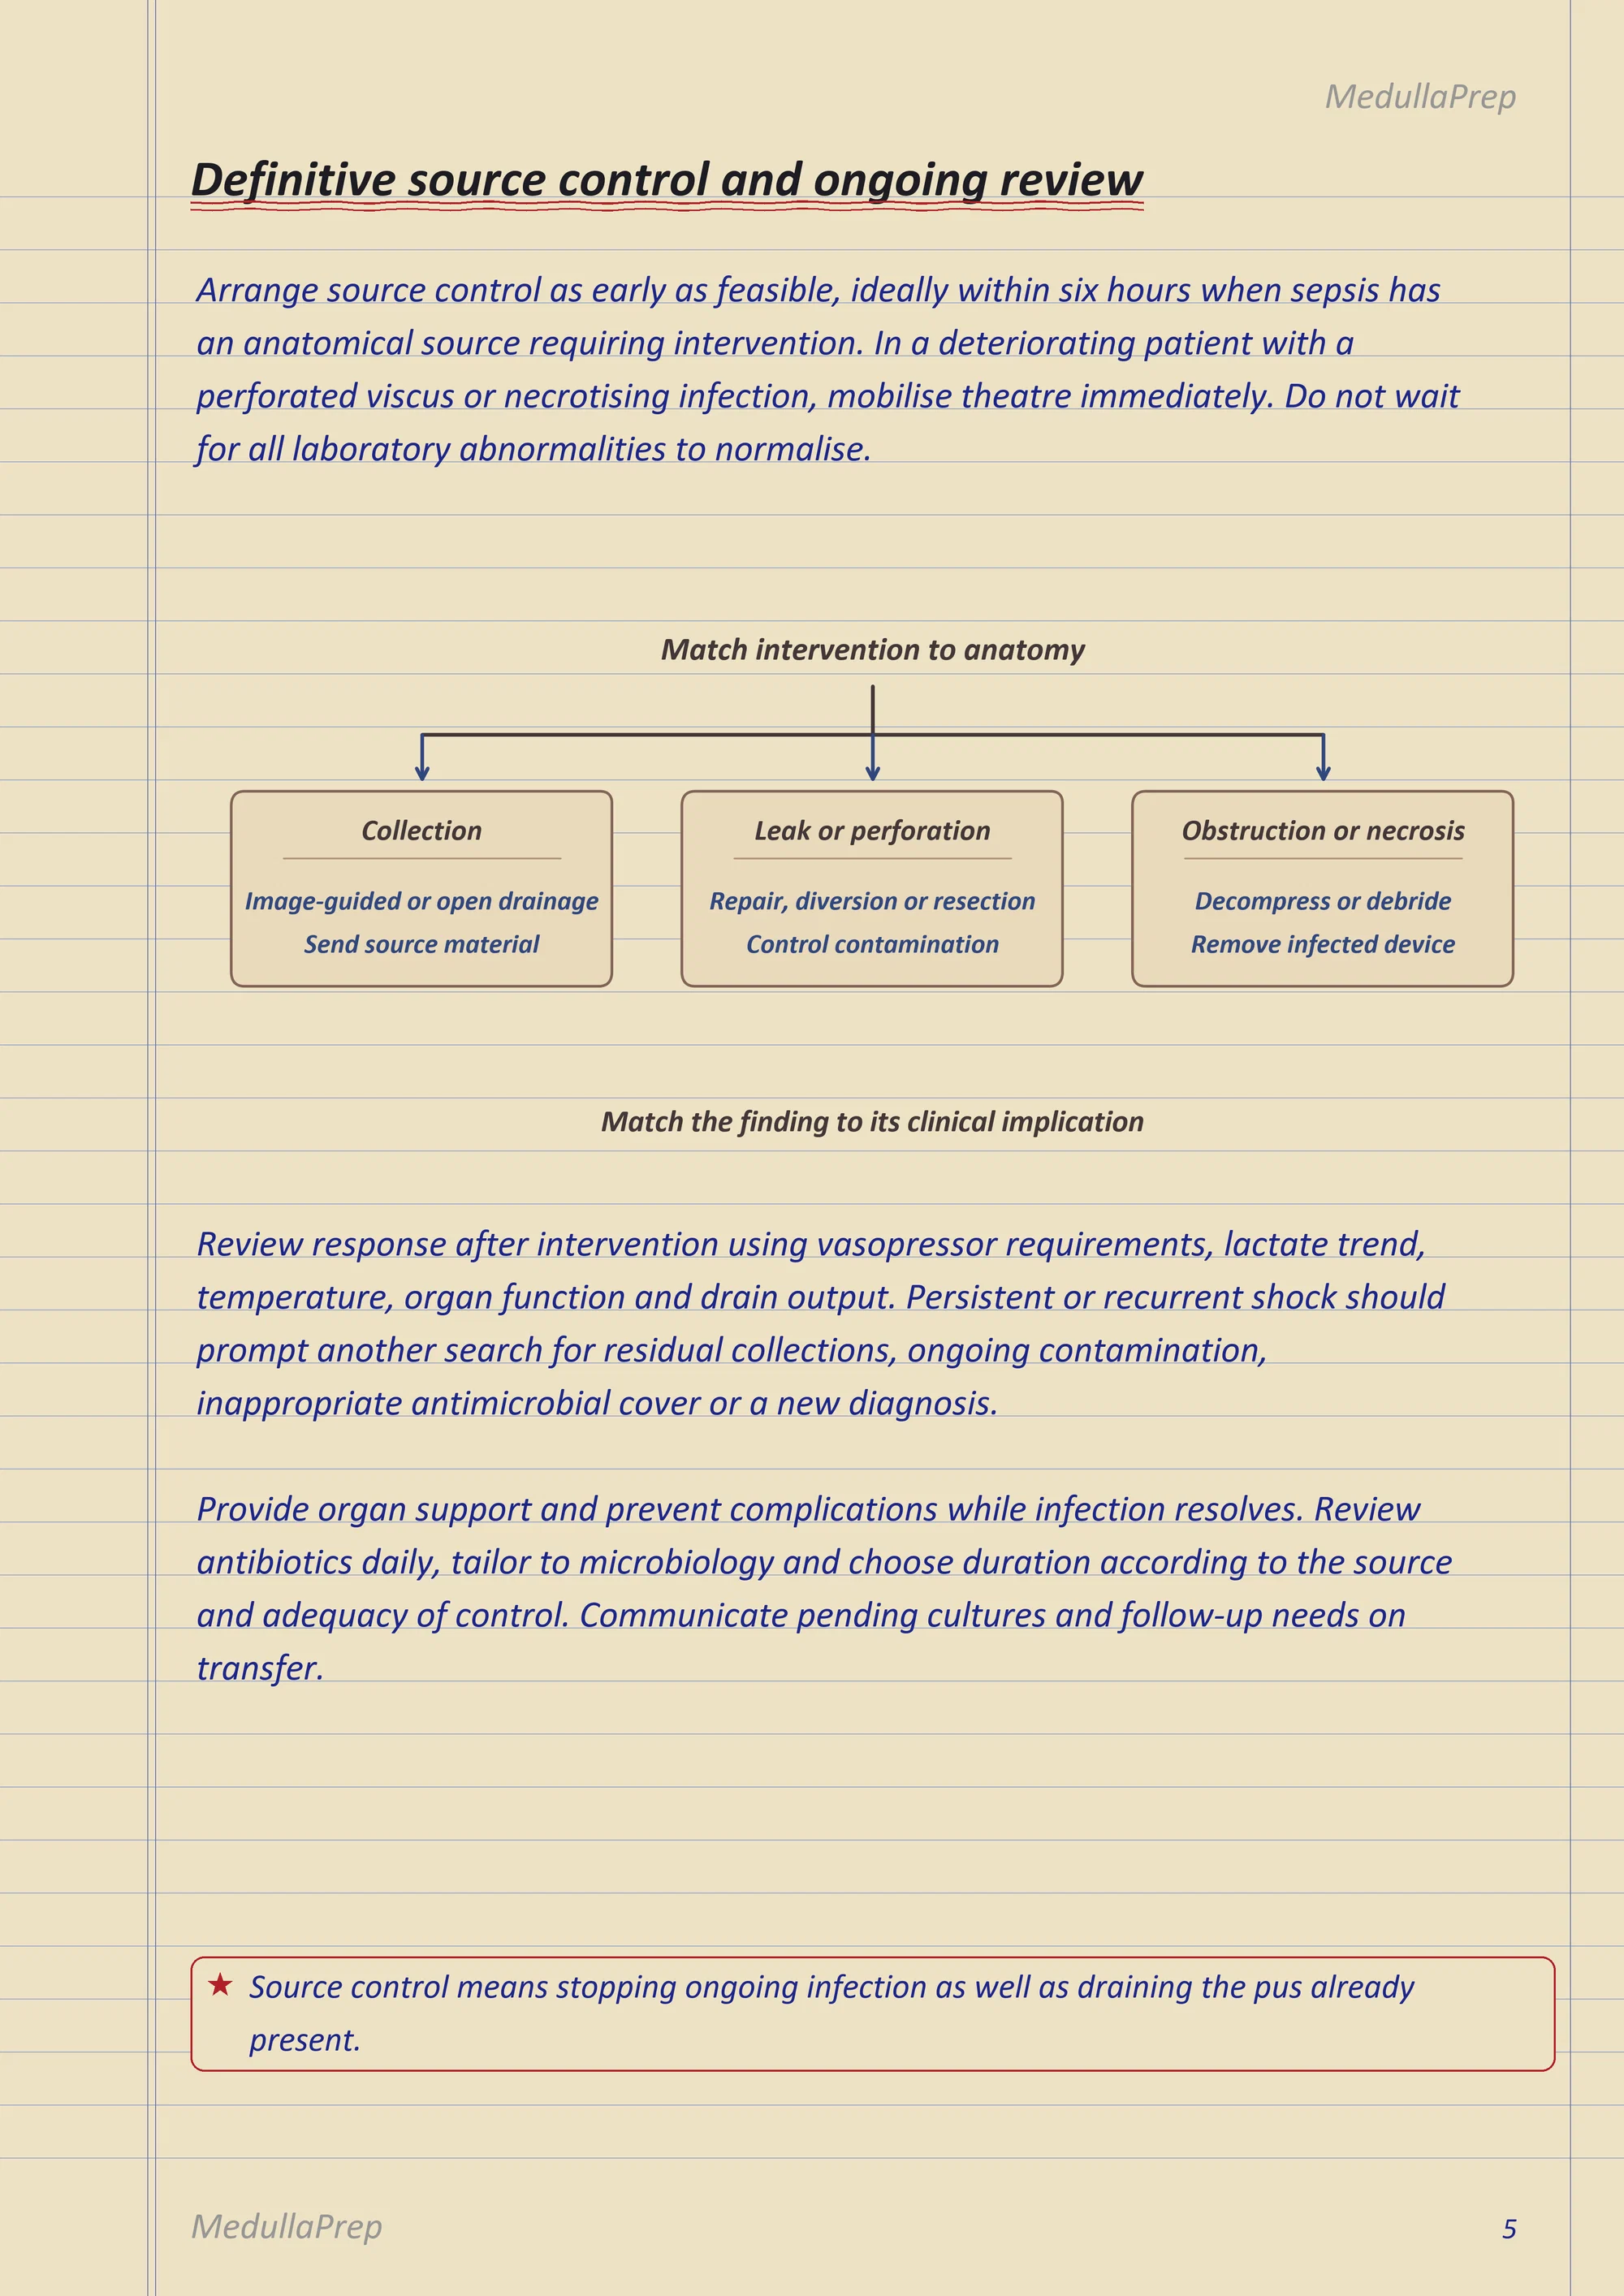 MedullaPrep
Definitive source control and ongoing review
Arrange source control as early as feasible, ideally within six hours when sepsis has
an anatomical source requiring intervention. In a deteriorating patient with a
perforated viscus or necrotising infection, mobilise theatre immediately. Do not wait
for all laboratory abnormalities to normalise.
Match intervention to anatomy
Collection
Image-guided or open drainage
Send source material
Leak or perforation
Repair, diversion or resection
Control contamination
Obstruction or necrosis
Decompress or debride
Remove infected device
Match the finding to its clinical implication
Review response after intervention using vasopressor requirements, lactate trend,
temperature, organ function and drain output. Persistent or recurrent shock should
prompt another search for residual collections, ongoing contamination,
inappropriate antimicrobial cover or a new diagnosis.
Provide organ support and prevent complications while infection resolves. Review
antibiotics daily, tailor to microbiology and choose duration according to the source
and adequacy of control. Communicate pending cultures and follow-up needs on
transfer.
★ Source control means stopping ongoing infection as well as draining the pus already
present.
MedullaPrep
5